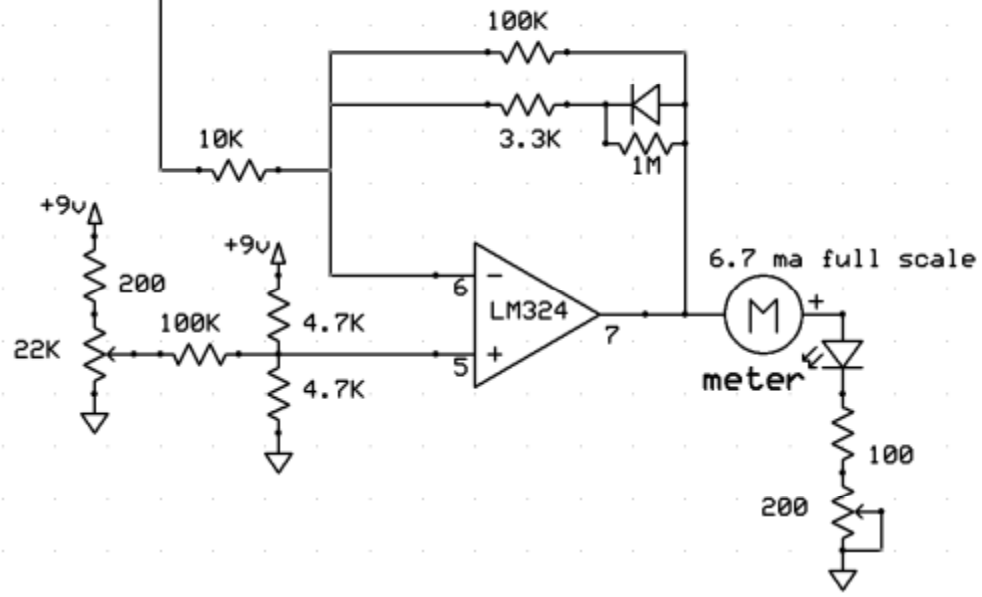 100K
3.3K
1M
10K
+9v
200
22K
100K
+9v
4.7K
4.7K
6
−
LM324
7
5
+
6.7 ma full scale
M
+
meter
100
200